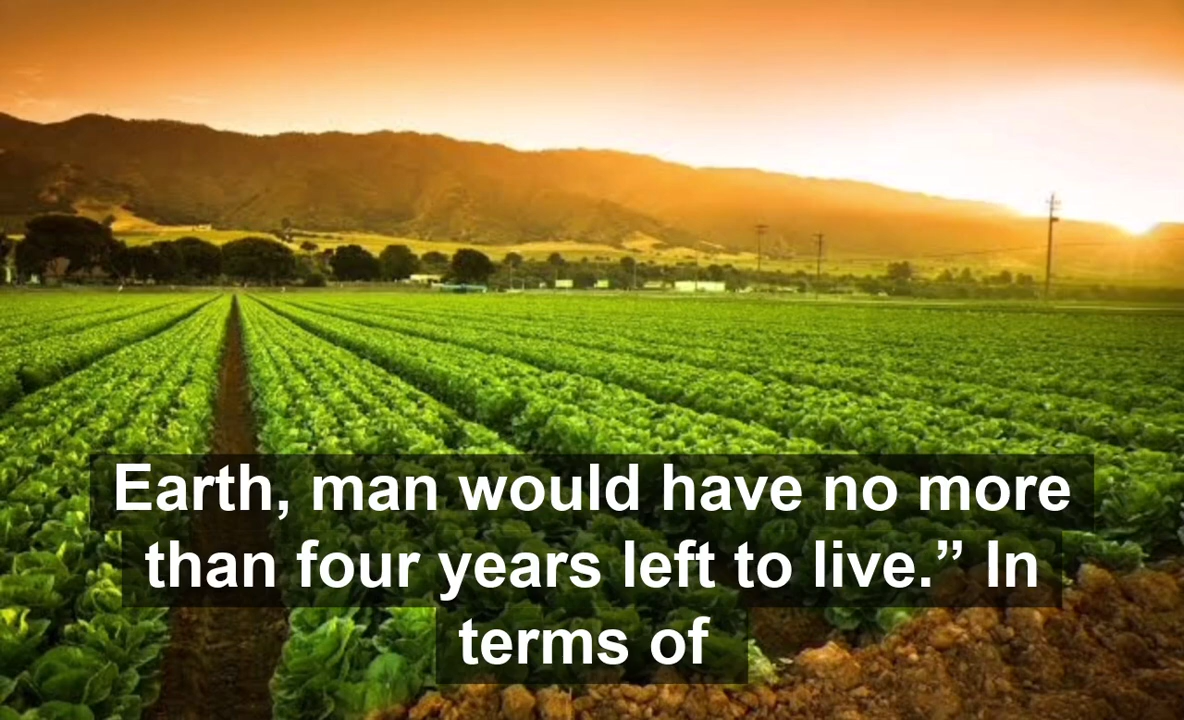 Earth, man would have no more
than four years left to live.” In
terms of